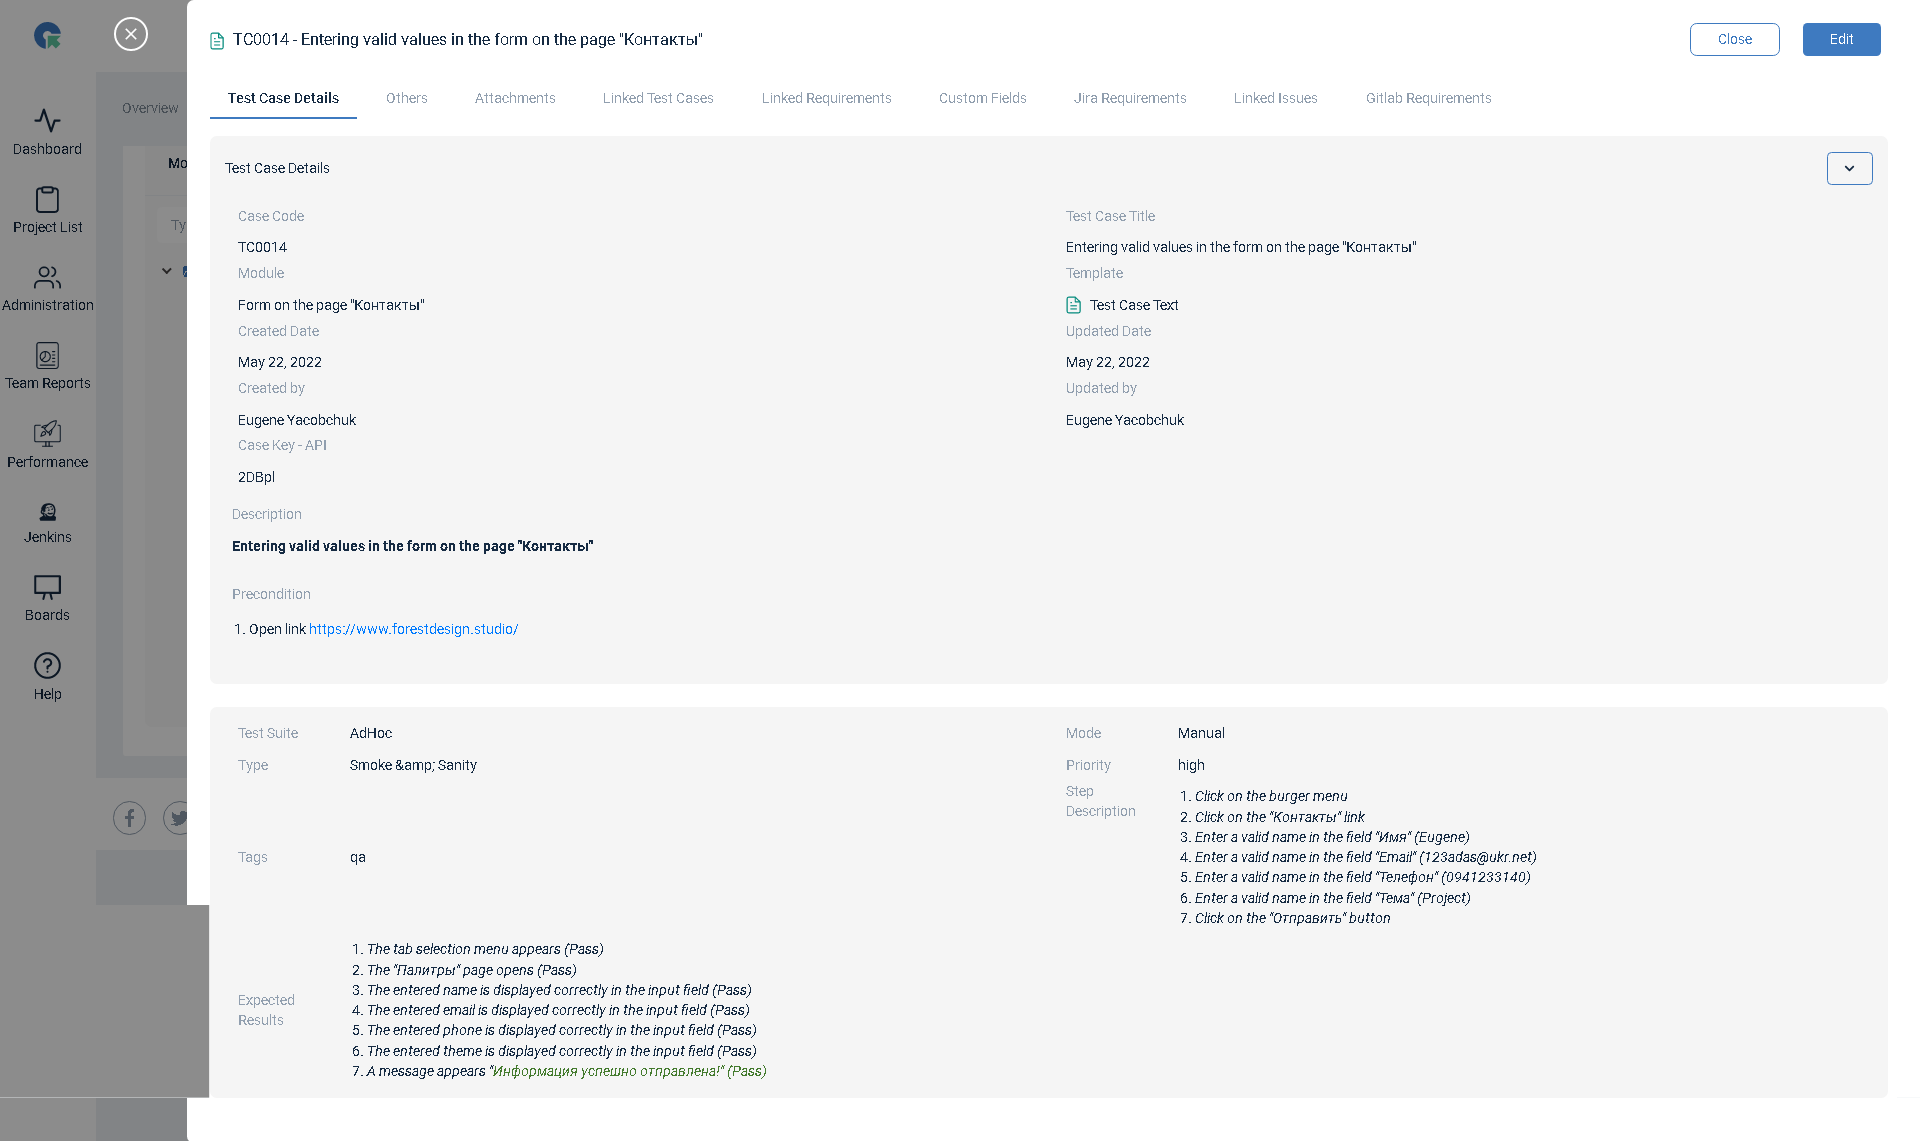 TC0014 - Entering valid values in the form on the page "Контакты"
Close
Edit
Test Case Details
Others
Attachments
Linked Test Cases
Linked Requirements
Custom Fields
Jira Requirements
Linked Issues
Gitlab Requirements
Overview
Dashboard
Project List
Administration
Team Reports
Performance
Jenkins
Boards
Help
Mo
Ty
Test Case Details
Case Code
TC0014
Test Case Title
Entering valid values in the form on the page "Контакты"
Module
Form on the page "Контакты"
Template
Test Case Text
Created Date
May 22, 2022
Updated Date
May 22, 2022
Created by
Eugene Yacobchuk
Updated by
Eugene Yacobchuk
Case Key - API
2DBpl
Description
Entering valid values in the form on the page "Контакты"
Precondition
1. Open link https://www.forestdesign.studio/
Test Suite AdHoc
Mode Manual
Type Smoke &amp; Sanity
Priority high
Tags qa
Step
Description
1. Click on the burger menu
2. Click on the "Контакты" link
3. Enter a valid name in the field "Имя" (Eugene)
4. Enter a valid name in the field "Email" (123adas@ukr.net)
5. Enter a valid name in the field "Телефон" (0941233140)
6. Enter a valid name in the field "Тема" (Project)
7. Click on the "Отправить" button
Expected
Results
1. The tab selection menu appears (Pass)
2. The "Палитры" page opens (Pass)
3. The entered name is displayed correctly in the input field (Pass)
4. The entered email is displayed correctly in the input field (Pass)
5. The entered phone is displayed correctly in the input field (Pass)
6. The entered theme is displayed correctly in the input field (Pass)
7. A message appears "Информация успешно отправлена!" (Pass)